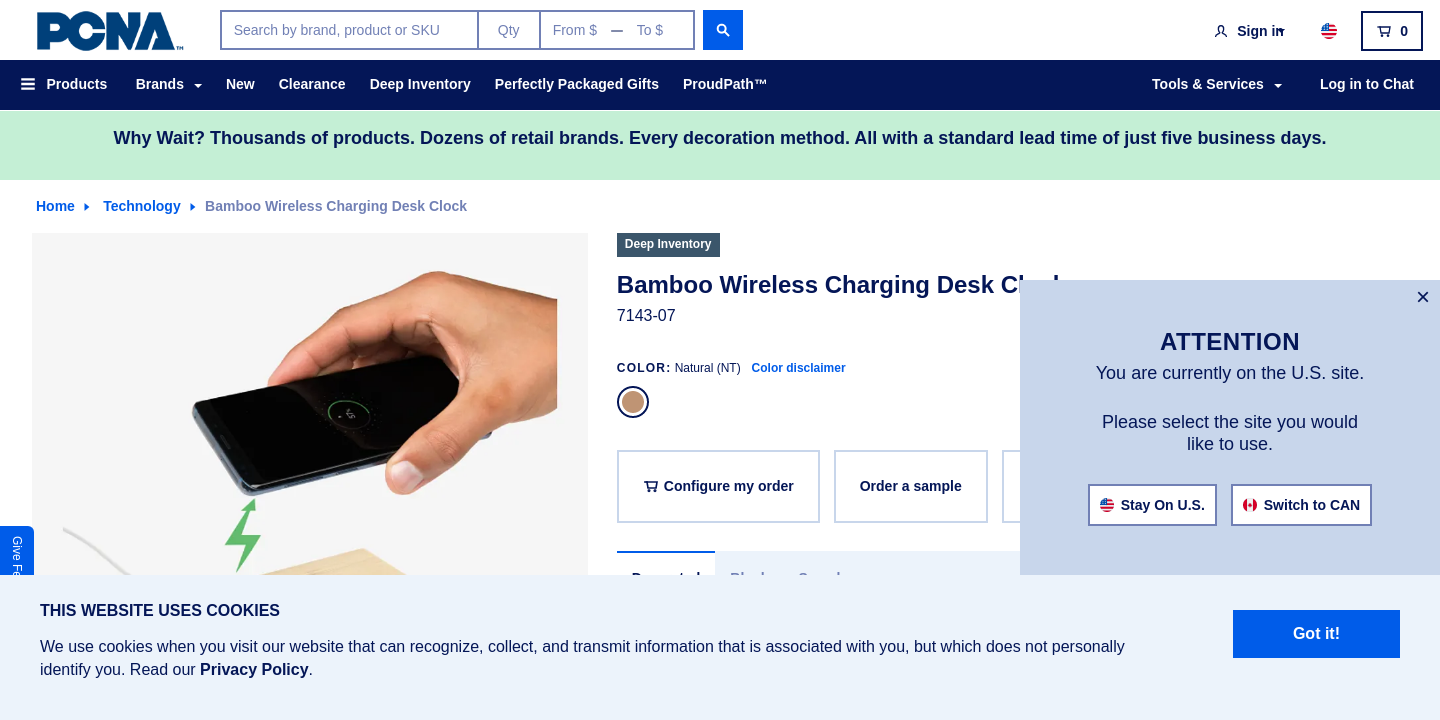 PCNA™
Search by brand, product or SKU
Qty
From $ — To $
Sign in
0
Products
Brands
New
Clearance
Deep Inventory
Perfectly Packaged Gifts
ProudPath™
Tools & Services
Log in to Chat
Why Wait? Thousands of products. Dozens of retail brands. Every decoration method. All with a standard lead time of just five business days.
Home
Technology
Bamboo Wireless Charging Desk Clock
Deep Inventory
Bamboo Wireless Charging Desk
7143-07
COLOR: Natural (NT) Color disclaimer
Configure my order
Order a sample
×
ATTENTION
You are currently on the U.S. site.
Please select the site you would
like to use.
Stay On U.S.
Switch to CAN
Give
THIS WEBSITE USES COOKIES
We use cookies when you visit our website that can recognize, collect, and transmit information that is associated with you, but which does not personally
identify you. Read our Privacy Policy.
Got it!